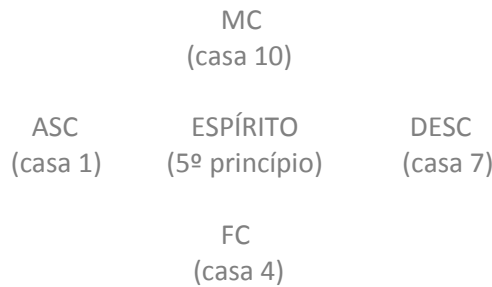 MC
(casa 10)
ASC ESPÍRITO DESC
(casa 1) (5º princípio) (casa 7)
FC
(casa 4)